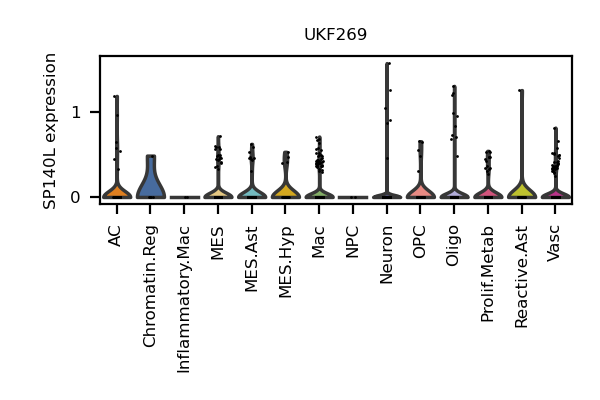 UKF269
SP140L expression
1
0
AC
Chromatin.Reg
Inflammatory.Mac
MES
MES.Ast
MES.Hyp
Mac
NPC
Neuron
OPC
Oligo
Prolif.Metab
Reactive.Ast
Vasc